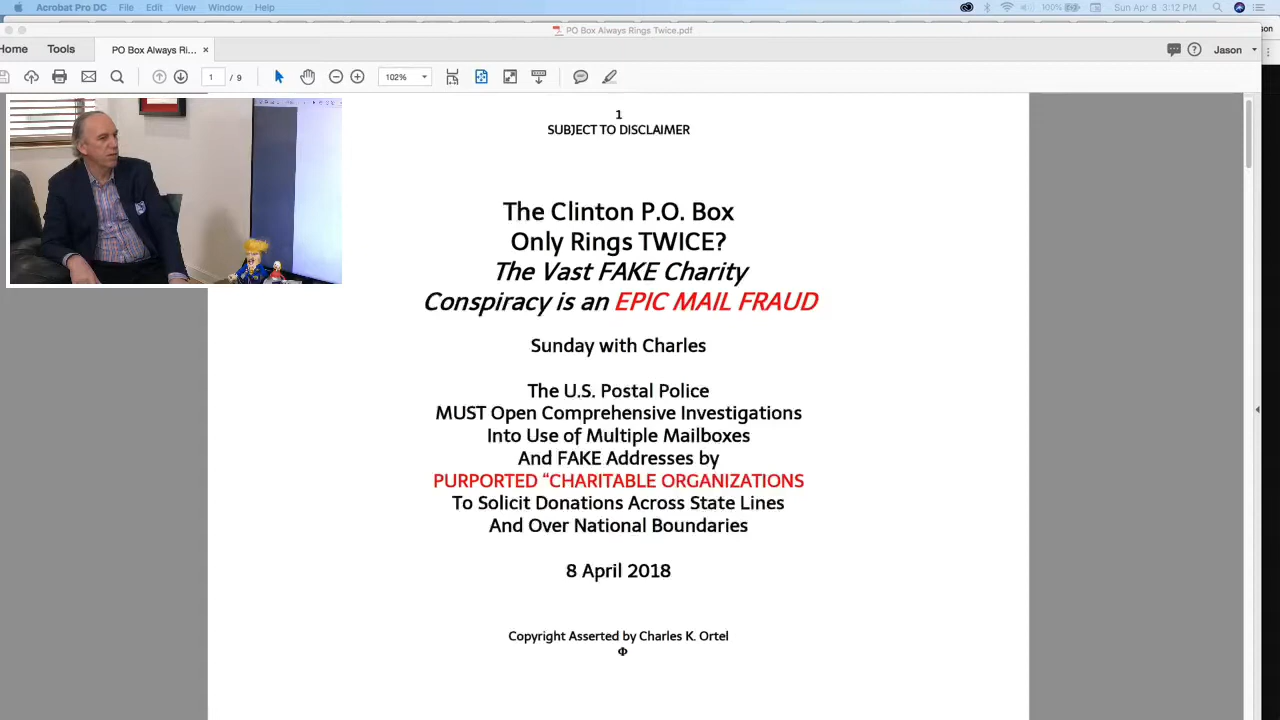 Acrobat Pro DC File Edit View Window Help 100% Sun Apr 8 3:12 PM
PO Box Always Rings Twice.pdf
Home Tools PO Box Always Ri... × Jason
1 / 9 102%
1
SUBJECT TO DISCLAIMER
The Clinton P.O. Box
Only Rings TWICE?
The Vast FAKE Charity
Conspiracy is an EPIC MAIL FRAUD
Sunday with Charles
The U.S. Postal Police
MUST Open Comprehensive Investigations
Into Use of Multiple Mailboxes
And FAKE Addresses by
PURPORTED “CHARITABLE ORGANIZATIONS
To Solicit Donations Across State Lines
And Over National Boundaries
8 April 2018
Copyright Asserted by Charles K. Ortel
Φ